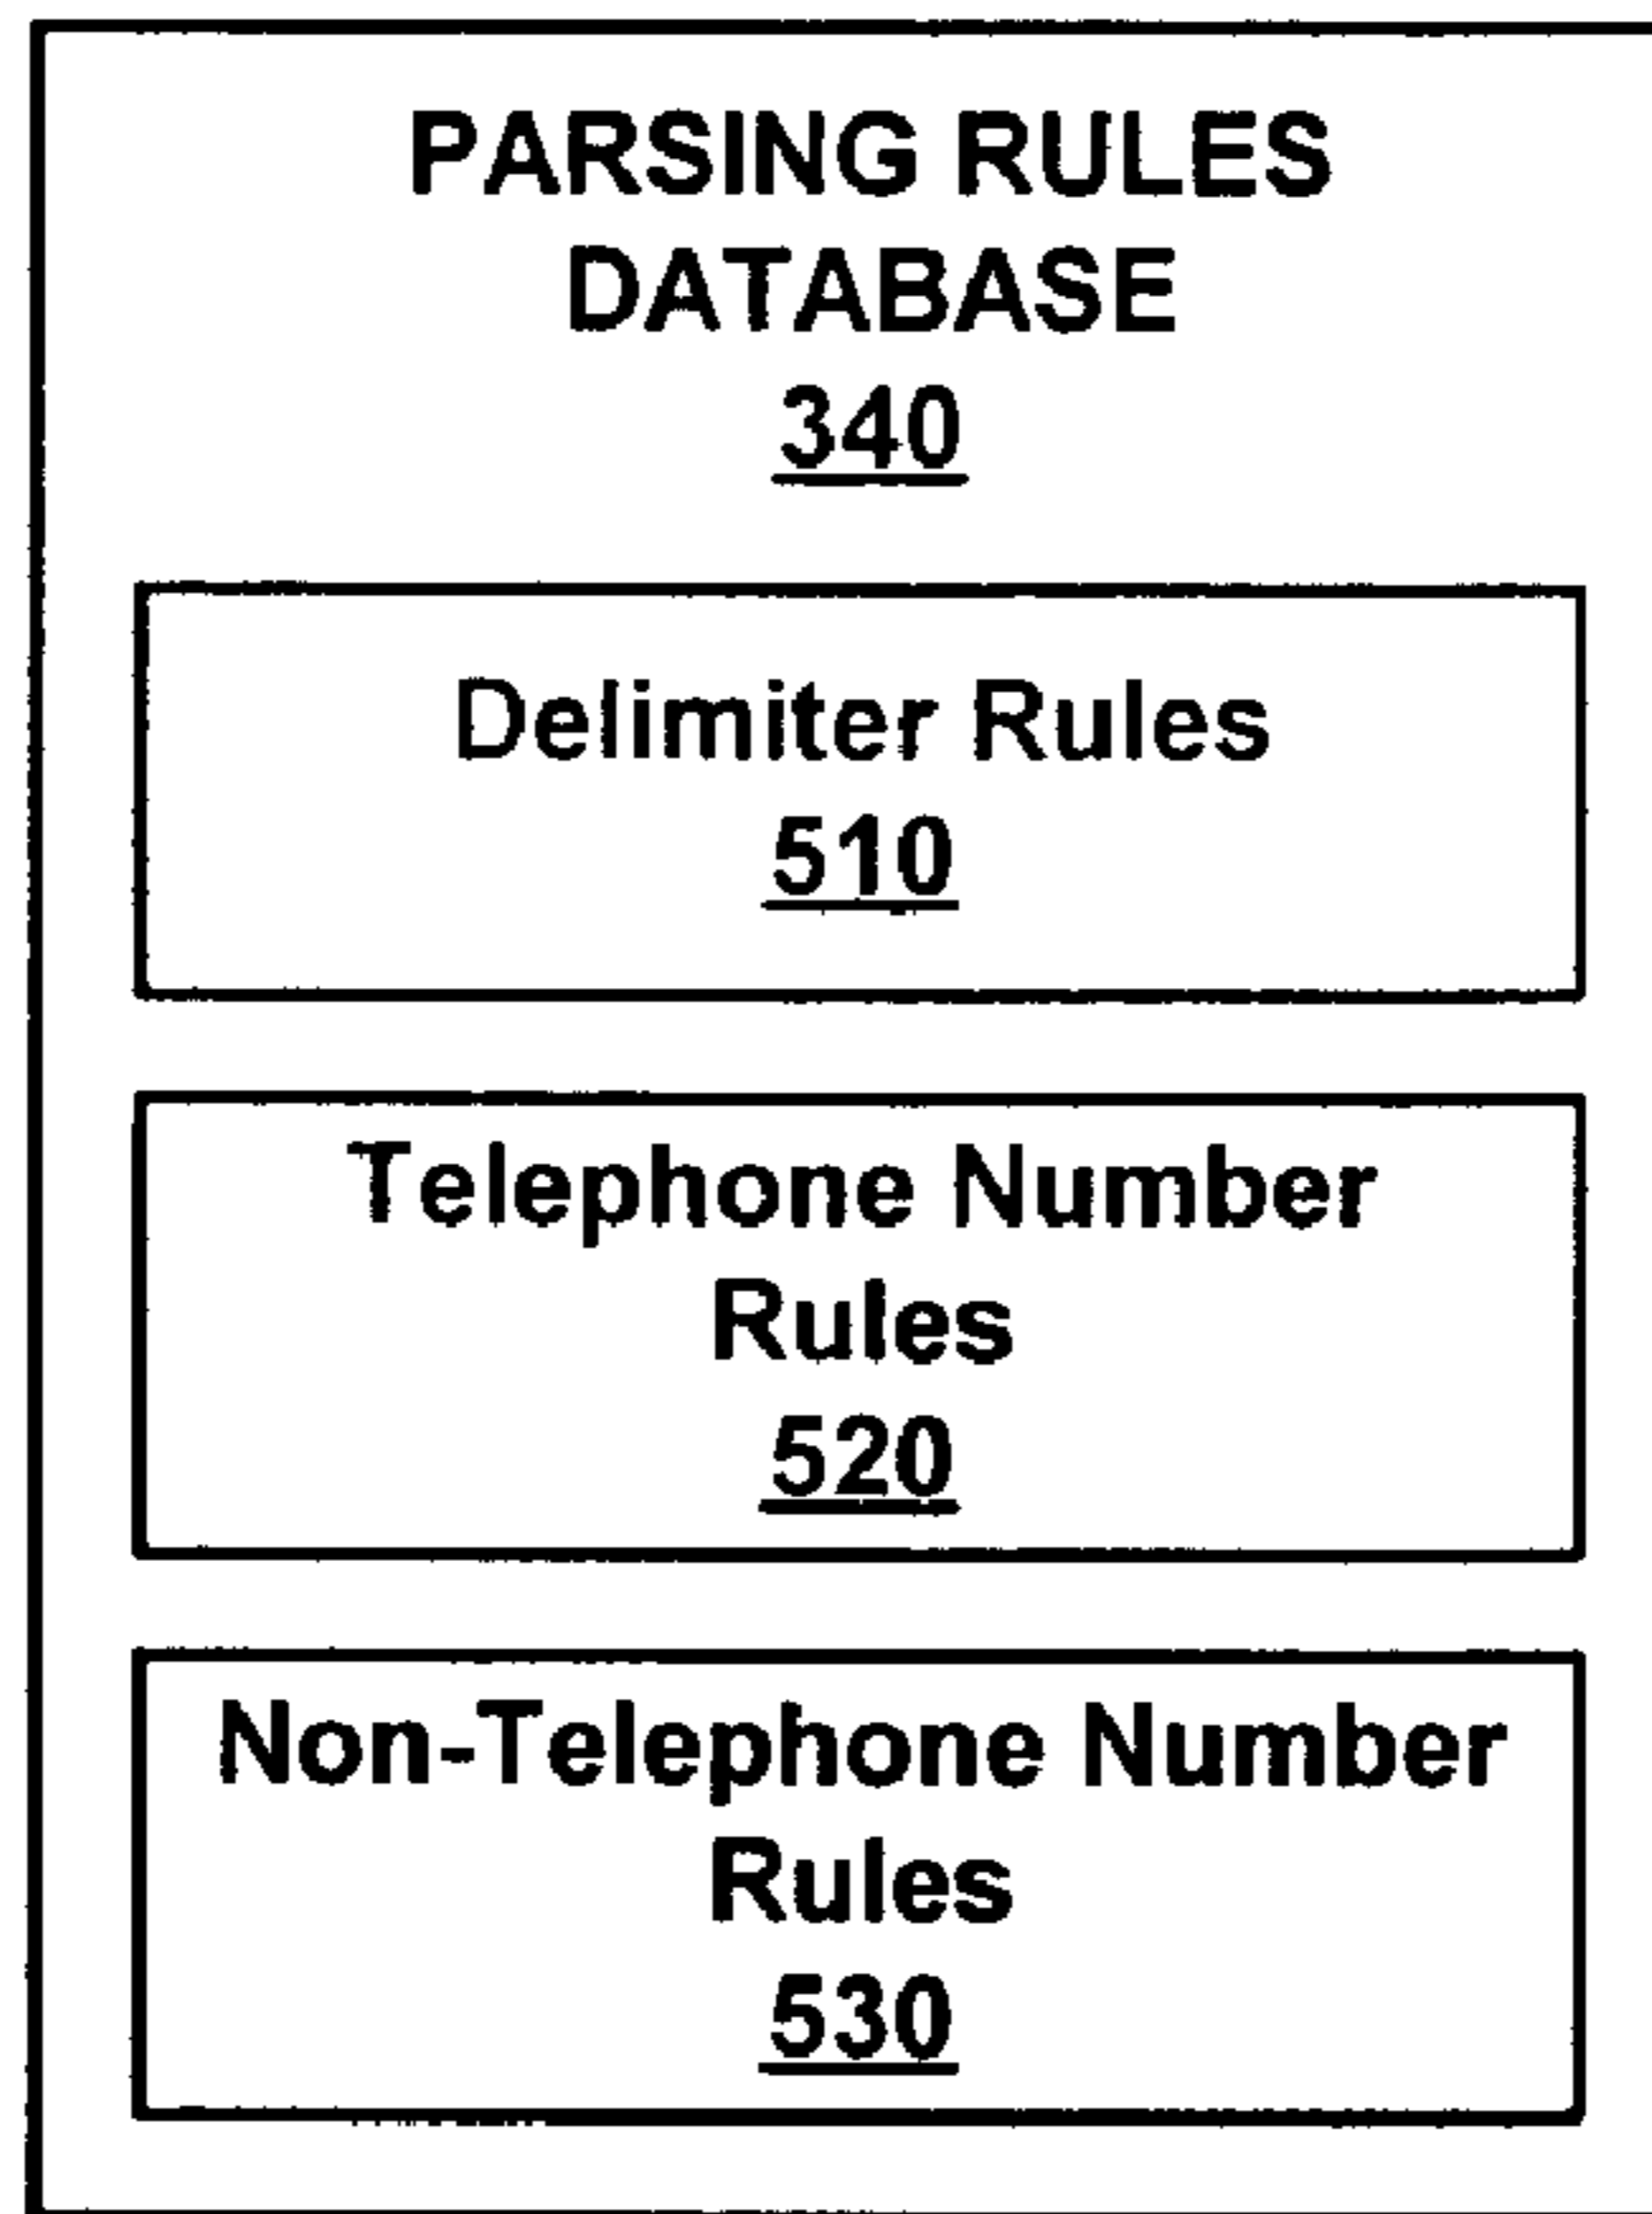 PARSING RULES
DATABASE
340
Delimiter Rules
510
Telephone Number
Rules
520
Non-Telephone Number
Rules
530